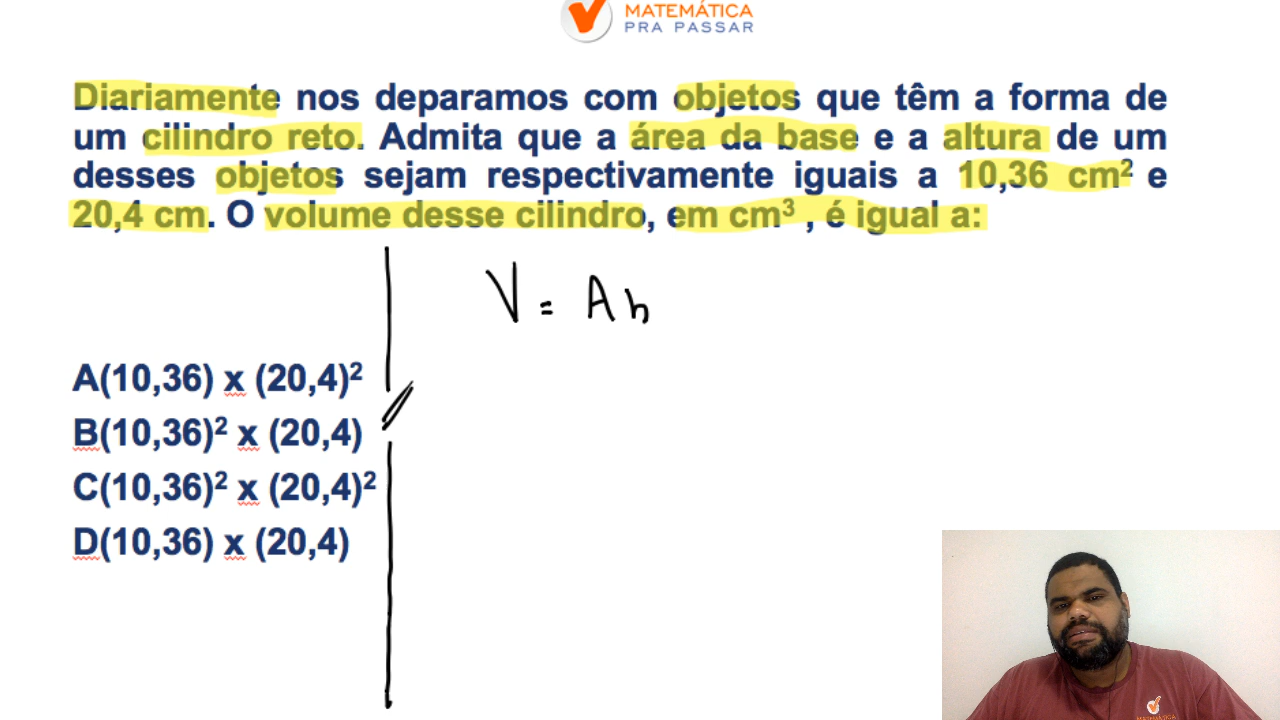 MATEMÁTICA
PRA PASSAR
Diariamente nos deparamos com objetos que têm a forma de
um cilindro reto. Admita que a área da base e a altura de um
desses objetos sejam respectivamente iguais a 10,36 cm² e
20,4 cm. O volume desse cilindro, em cm³ , é igual a:
V = A h
A(10,36) x (20,4)²
B(10,36)² x (20,4)
C(10,36)² x (20,4)²
D(10,36) x (20,4)
MATEMÁTICA